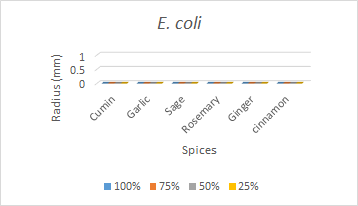 E. coli
Radius (mm)
1
0.5
0
Cumin
Garlic
Sage
Rosemary
Ginger
cinnamon
Spices
100% 75% 50% 25%